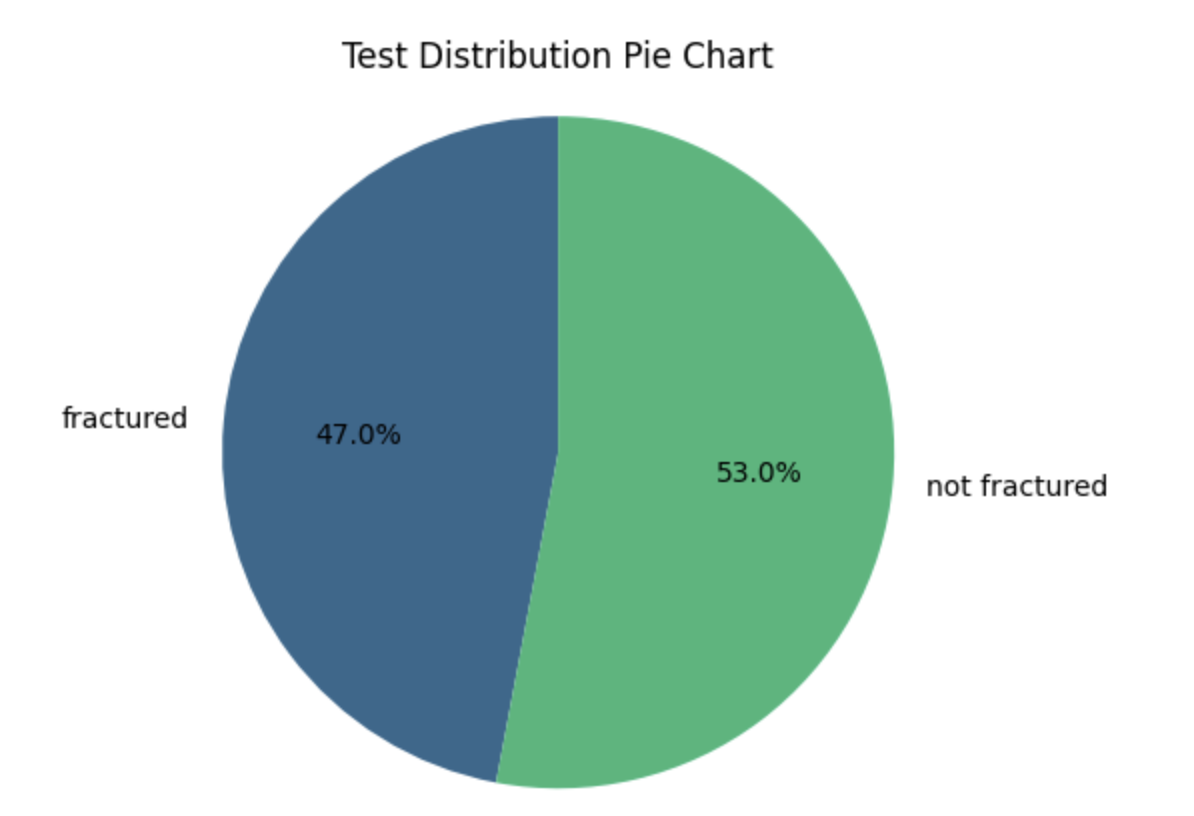 Test Distribution Pie Chart
fractured
47.0%
53.0%
not fractured